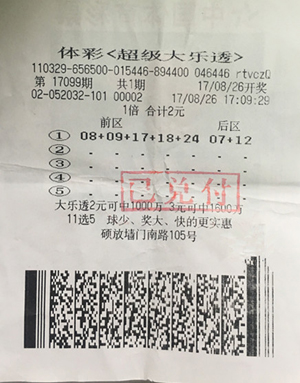 体彩<超级大乐透>
110329-656500-015446-894400 046446 rtvczQ
第 17099期 共1期 17/08/26开奖
02-052032-101 00002 17/08/26 17:09:29
1倍 合计2元
前区 后区
① 08+09+17+18+24 07+12
②
③
④
⑤
已兑付
大乐透2元可中1000万 3元可中1600万
11选5 球少、奖大、快的更实惠
硕放墙门南路105号